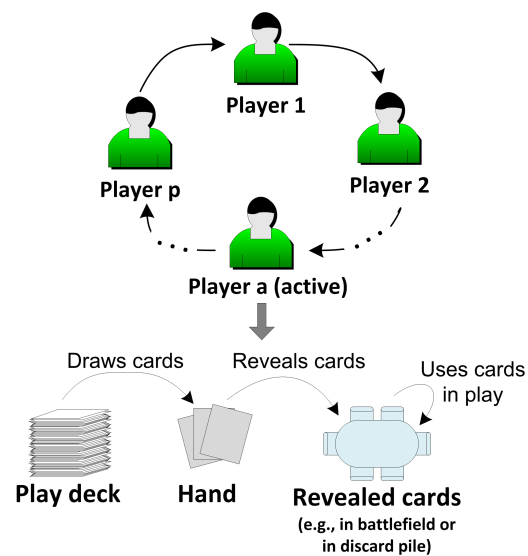 Player 1
Player p
Player 2
Player a (active)
Draws cards
Reveals cards
Uses cards
in play
Play deck
Hand
Revealed cards
(e.g., in battlefield or
in discard pile)